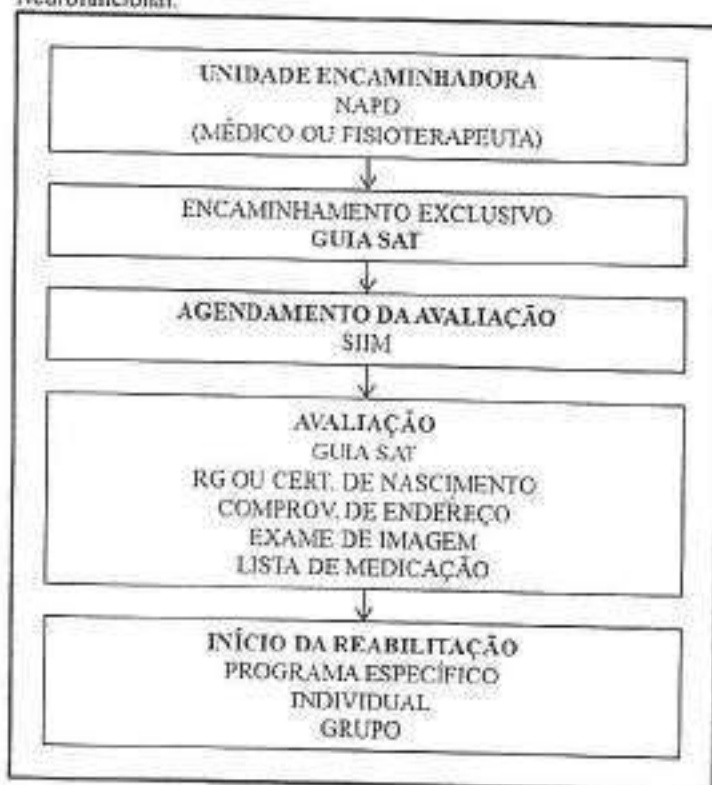 Neurofuncional.
UNIDADE ENCAMINHADORA
NAPD
(MÉDICO OU FISIOTERAPEUTA)
ENCAMINHAMENTO EXCLUSIVO
GUIA SAT
AGENDAMENTO DA AVALIAÇÃO
SIIM
AVALIAÇÃO
GUIA SAT
RG OU CERT. DE NASCIMENTO
COMPROV. DE ENDEREÇO
EXAME DE IMAGEM
LISTA DE MEDICAÇÃO
INÍCIO DA REABILITAÇÃO
PROGRAMA ESPECÍFICO
INDIVIDUAL
GRUPO